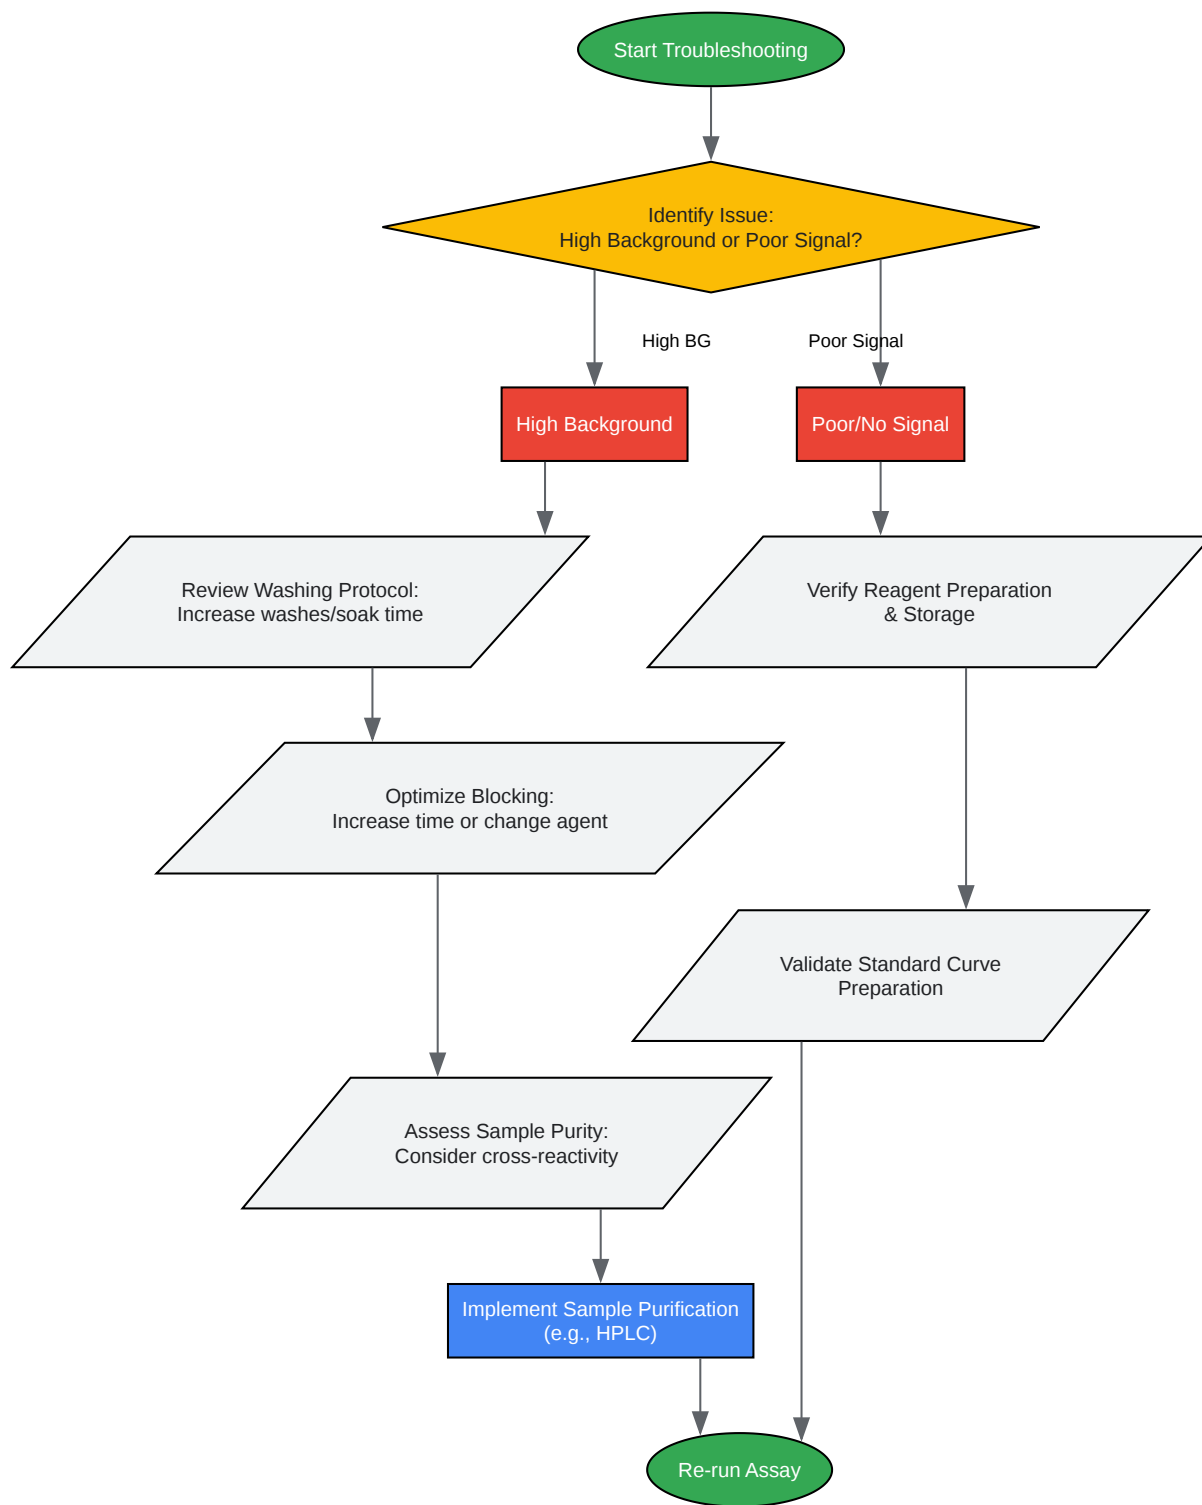 Start Troubleshooting
Identify Issue:
High Background or Poor Signal?
High BG
Poor Signal
High Background
Poor/No Signal
Review Washing Protocol:
Increase washes/soak time
Verify Reagent Preparation
& Storage
Optimize Blocking:
Increase time or change agent
Validate Standard Curve
Preparation
Assess Sample Purity:
Consider cross-reactivity
Implement Sample Purification
(e.g., HPLC)
Re-run Assay